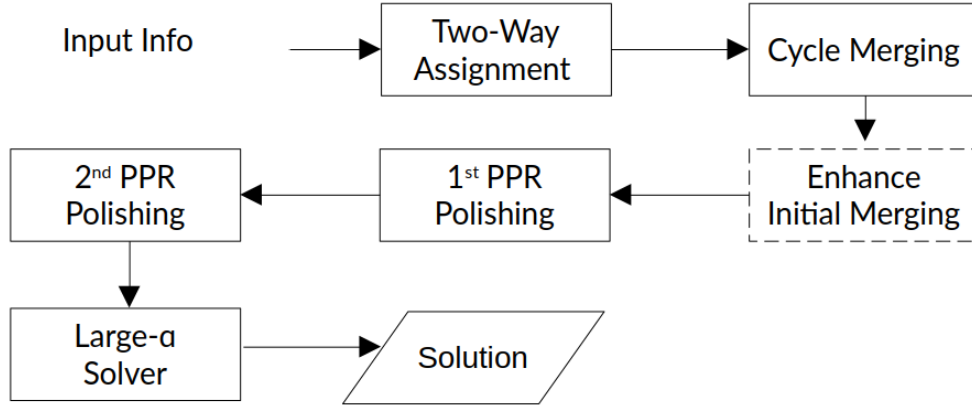 Input Info
Two-Way
Assignment
Cycle Merging
2nd PPR
Polishing
1st PPR
Polishing
Enhance
Initial Merging
Large-α
Solver
Solution